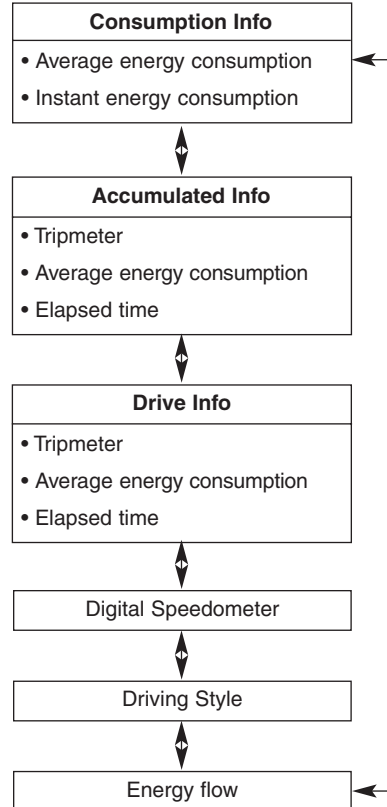 Consumption Info
• Average energy consumption
• Instant energy consumption
Accumulated Info
• Tripmeter
• Average energy consumption
• Elapsed time
Drive Info
• Tripmeter
• Average energy consumption
• Elapsed time
Digital Speedometer
Driving Style
Energy flow